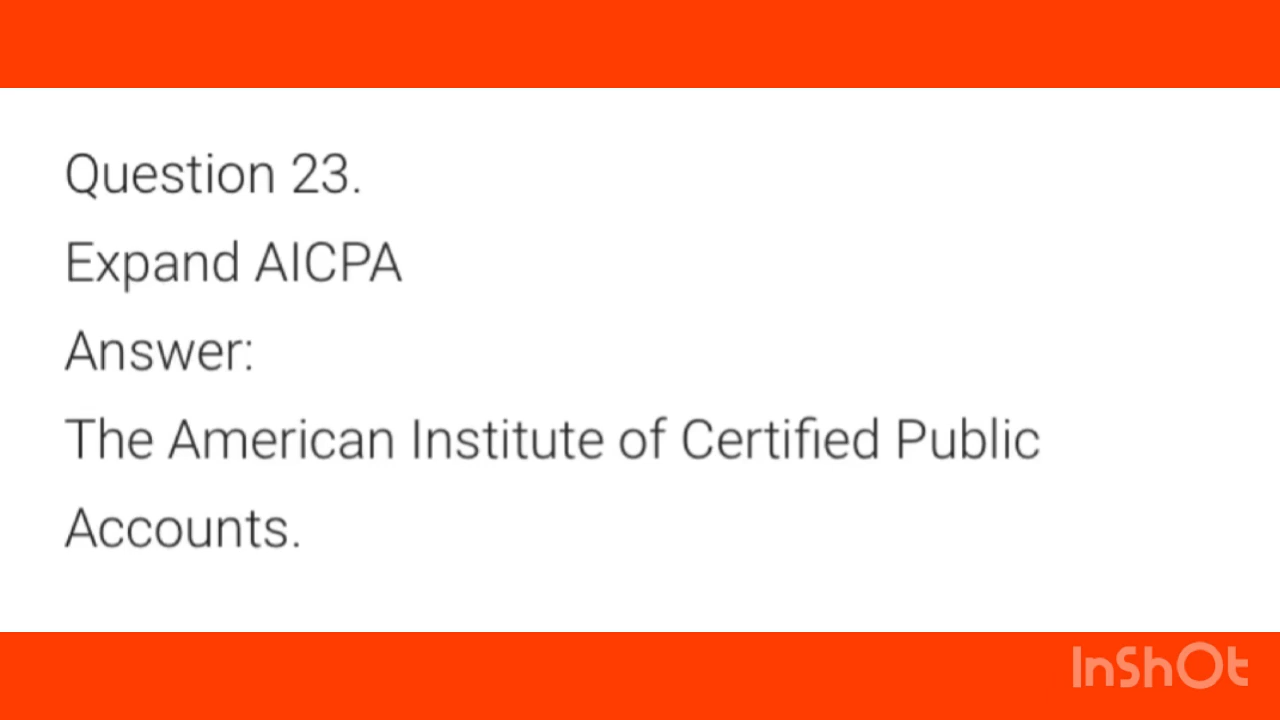 Question 23.
Expand AICPA
Answer:
The American Institute of Certified Public
Accounts.
InShOt